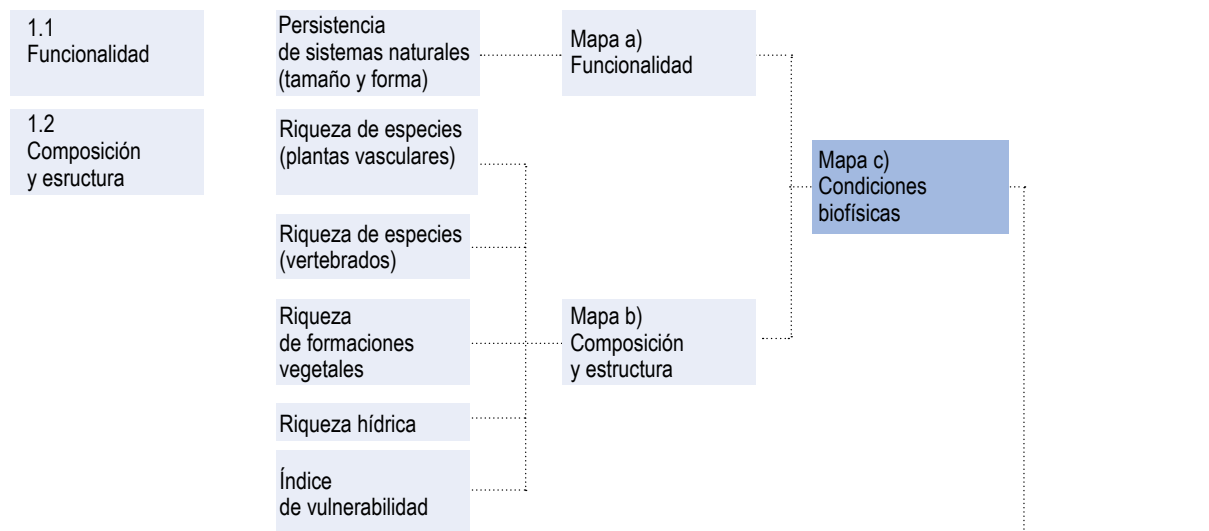 1.1
Funcionalidad
Persistencia
de sistemas naturales
(tamaño y forma)
Mapa a)
Funcionalidad
1.2
Composición
y esructura
Riqueza de especies
(plantas vasculares)
Mapa c)
Condiciones
biofísicas
Riqueza de especies
(vertebrados)
Riqueza
de formaciones
vegetales
Mapa b)
Composición
y estructura
Riqueza hídrica
Índice
de vulnerabilidad